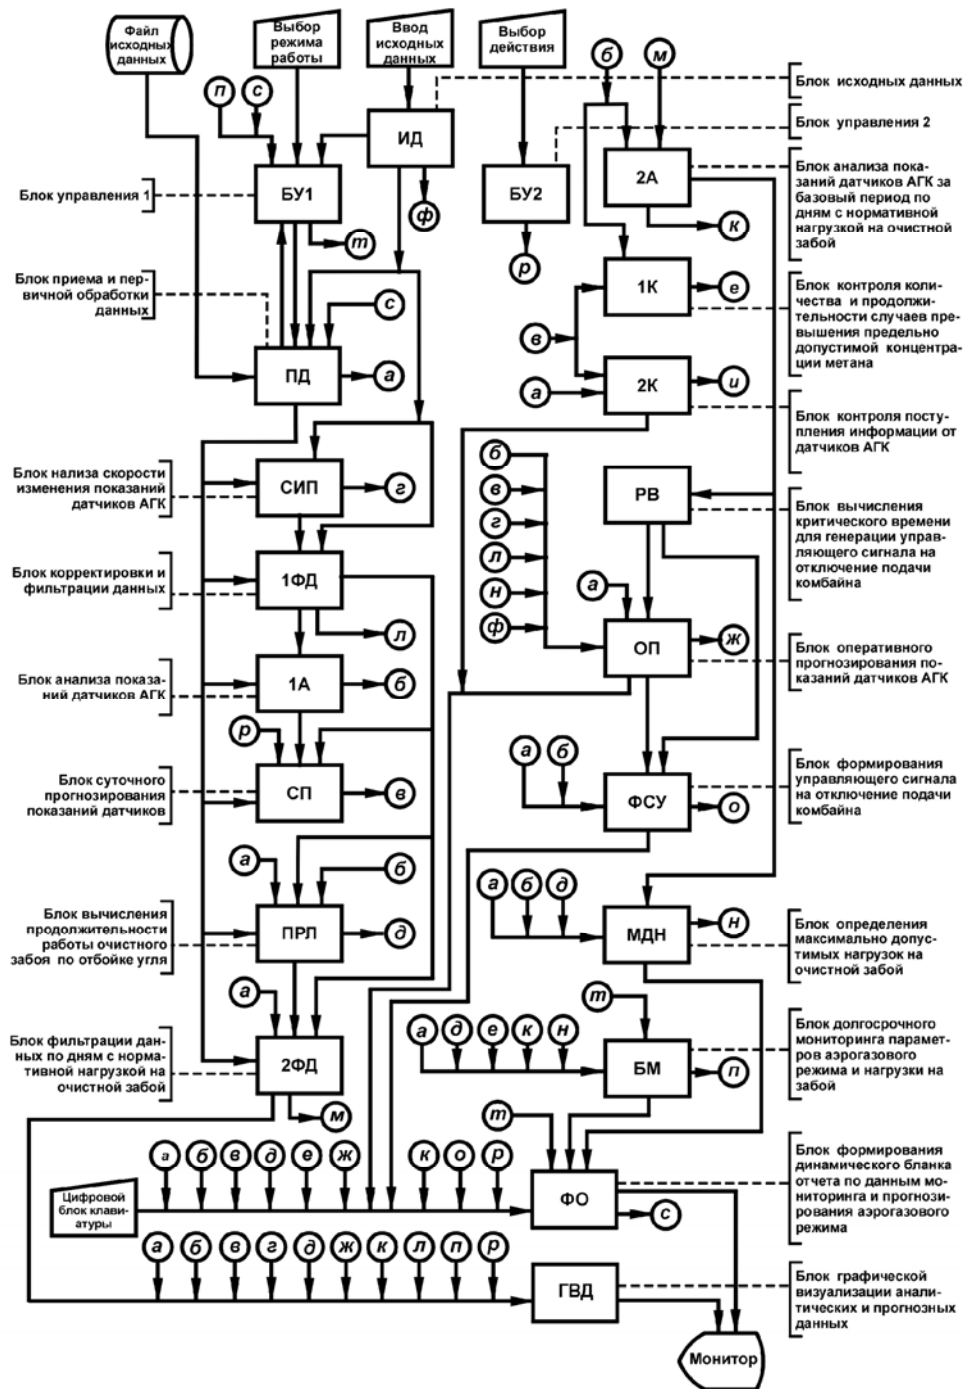 Файл
исходных
данных
Выбор
режима
работы
Ввод
исходных
данных
Выбор
действия
б
м
п
с
ИД
Блок исходных данных
Блок управления 2
Блок управления 1
БУ1
т
ф
БУ2
р
2А
к
Блок анализа пока-
заний датчиков АГК за
базовый период по
дням с нормативной
нагрузкой на очистной
забой
Блок приема и пер-
вичной обработки
данных
с
ПД
а
1К
е
в
Блок контроля коли-
чества и продолжи-
тельности случаев пре-
вышения предельно
допустимой концентра-
ции метана
а
2К
и
Блок контроля посту-
пления информации от
датчиков АГК
Блок нализа скорости
изменения показаний
датчиков АГК
СИП
г
б
в
г
л
н
ф
РВ
Блок вычисления
критического времени
для генерации управ-
ляющего сигнала на
отключение подачи
комбайна
Блок корректировки и
фильтрации данных
1ФД
л
а
ОП
ж
Блок оперативного
прогнозирования по-
казаний датчиков АГК
Блок анализа показа-
ний датчиков АГК
1А
б
р
Блок суточного
прогнозирования
показаний датчиков
СП
в
а
б
ФСУ
о
Блок формирования
управляющего сигнала
на отключение подачи
комбайна
а
б
Блок вычисления
продолжительности
работы очистного
забоя по отбойке угля
ПРЛ
д
а
б
д
МДН
н
Блок определения
максимально допус-
тимых нагрузок на
очистной забой
а
Блок фильтрации дан-
ных по дням с норма-
тивной нагрузкой на
очистной забой
2ФД
м
т
а
д
е
к
н
БМ
п
Блок долгосрочного
мониторинга парамет-
ров аэрогазового
режима и нагрузки на
забой
т
а
б
в
д
е
ж
к
о
р
Цифровой
блок клави-
атуры
ФО
с
Блок формирования
динамического бланка
отчета по данным мо-
ниторинга и прогнози-
рования аэрогазового
режима
а
б
в
г
д
ж
к
л
п
р
ГВД
Блок графической
визуализации анали-
тических и прогнозных
данных
Монитор